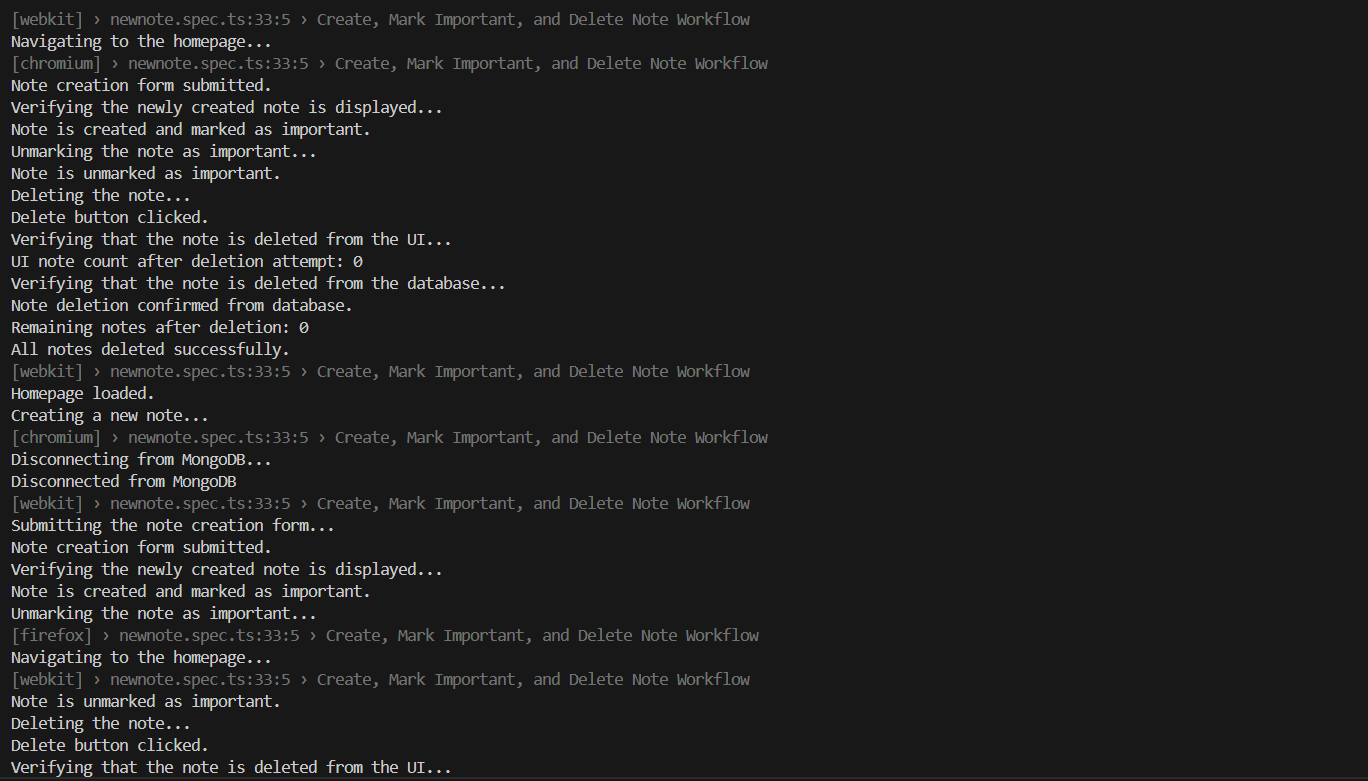 [webkit] › newnote.spec.ts:33:5 › Create, Mark Important, and Delete Note Workflow
Navigating to the homepage...
[chromium] › newnote.spec.ts:33:5 › Create, Mark Important, and Delete Note Workflow
Note creation form submitted.
Verifying the newly created note is displayed...
Note is created and marked as important.
Unmarking the note as important...
Note is unmarked as important.
Deleting the note...
Delete button clicked.
Verifying that the note is deleted from the UI...
UI note count after deletion attempt: 0
Verifying that the note is deleted from the database...
Note deletion confirmed from database.
Remaining notes after deletion: 0
All notes deleted successfully.
[webkit] › newnote.spec.ts:33:5 › Create, Mark Important, and Delete Note Workflow
Homepage loaded.
Creating a new note...
[chromium] › newnote.spec.ts:33:5 › Create, Mark Important, and Delete Note Workflow
Disconnecting from MongoDB...
Disconnected from MongoDB
[webkit] › newnote.spec.ts:33:5 › Create, Mark Important, and Delete Note Workflow
Submitting the note creation form...
Note creation form submitted.
Verifying the newly created note is displayed...
Note is created and marked as important.
Unmarking the note as important...
[firefox] › newnote.spec.ts:33:5 › Create, Mark Important, and Delete Note Workflow
Navigating to the homepage...
[webkit] › newnote.spec.ts:33:5 › Create, Mark Important, and Delete Note Workflow
Note is unmarked as important.
Deleting the note...
Delete button clicked.
Verifying that the note is deleted from the UI...